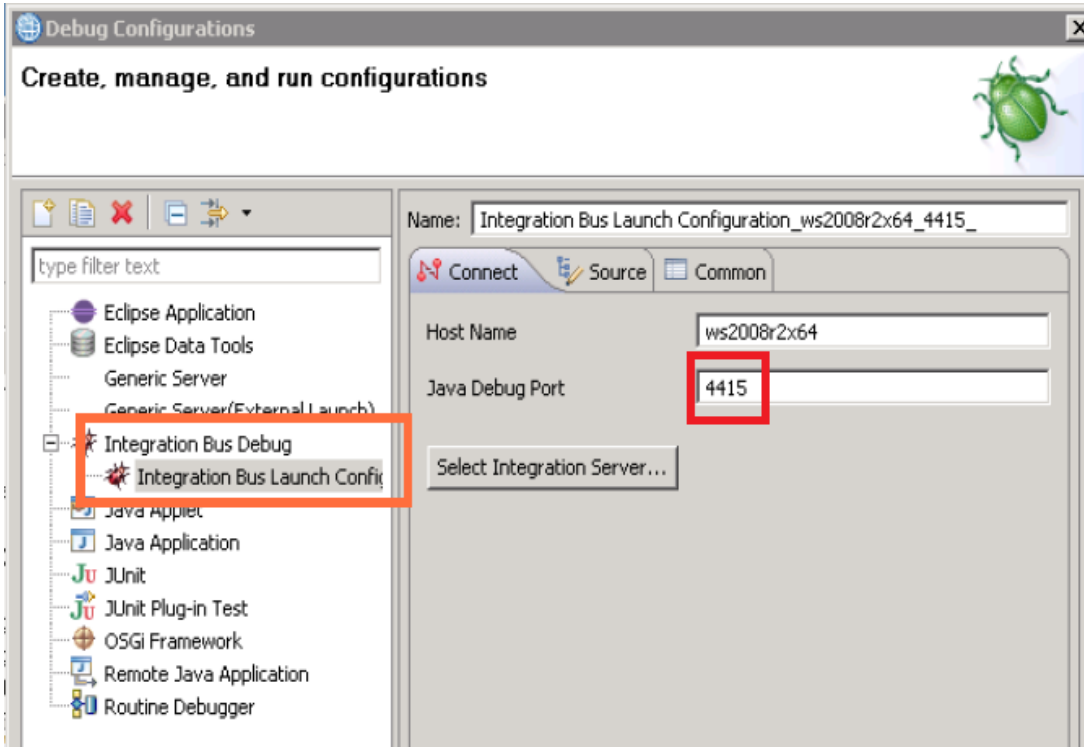 Debug Configurations
Create, manage, and run configurations
type filter text
Eclipse Application
Eclipse Data Tools
Generic Server
Generic Server(External Launch)
Integration Bus Debug
Integration Bus Launch Config
Java Applet
Java Application
JU JUnit
JU JUnit Plug-in Test
OSGi Framework
Remote Java Application
Routine Debugger
Name: Integration Bus Launch Configuration_ws2008r2x64_4415_
Connect Source Common
Host Name ws2008r2x64
Java Debug Port 4415
Select Integration Server...